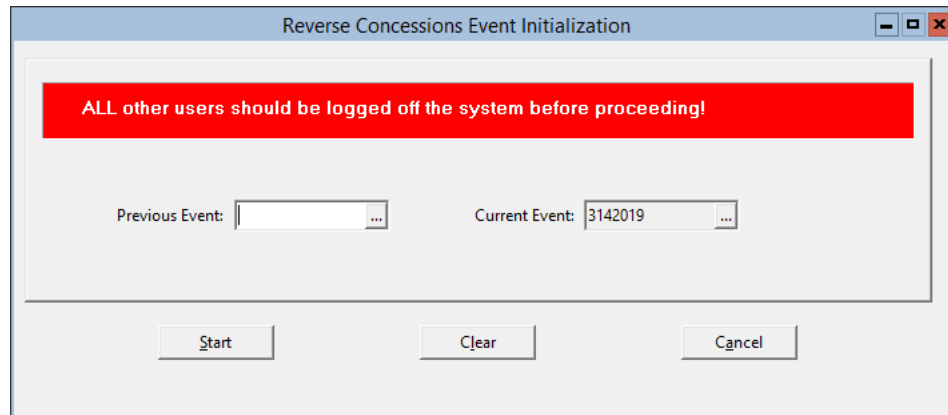 Reverse Concessions Event Initialization
ALL other users should be logged off the system before proceeding!
Previous Event: ... Current Event: 3142019 ...
Start Clear Cancel